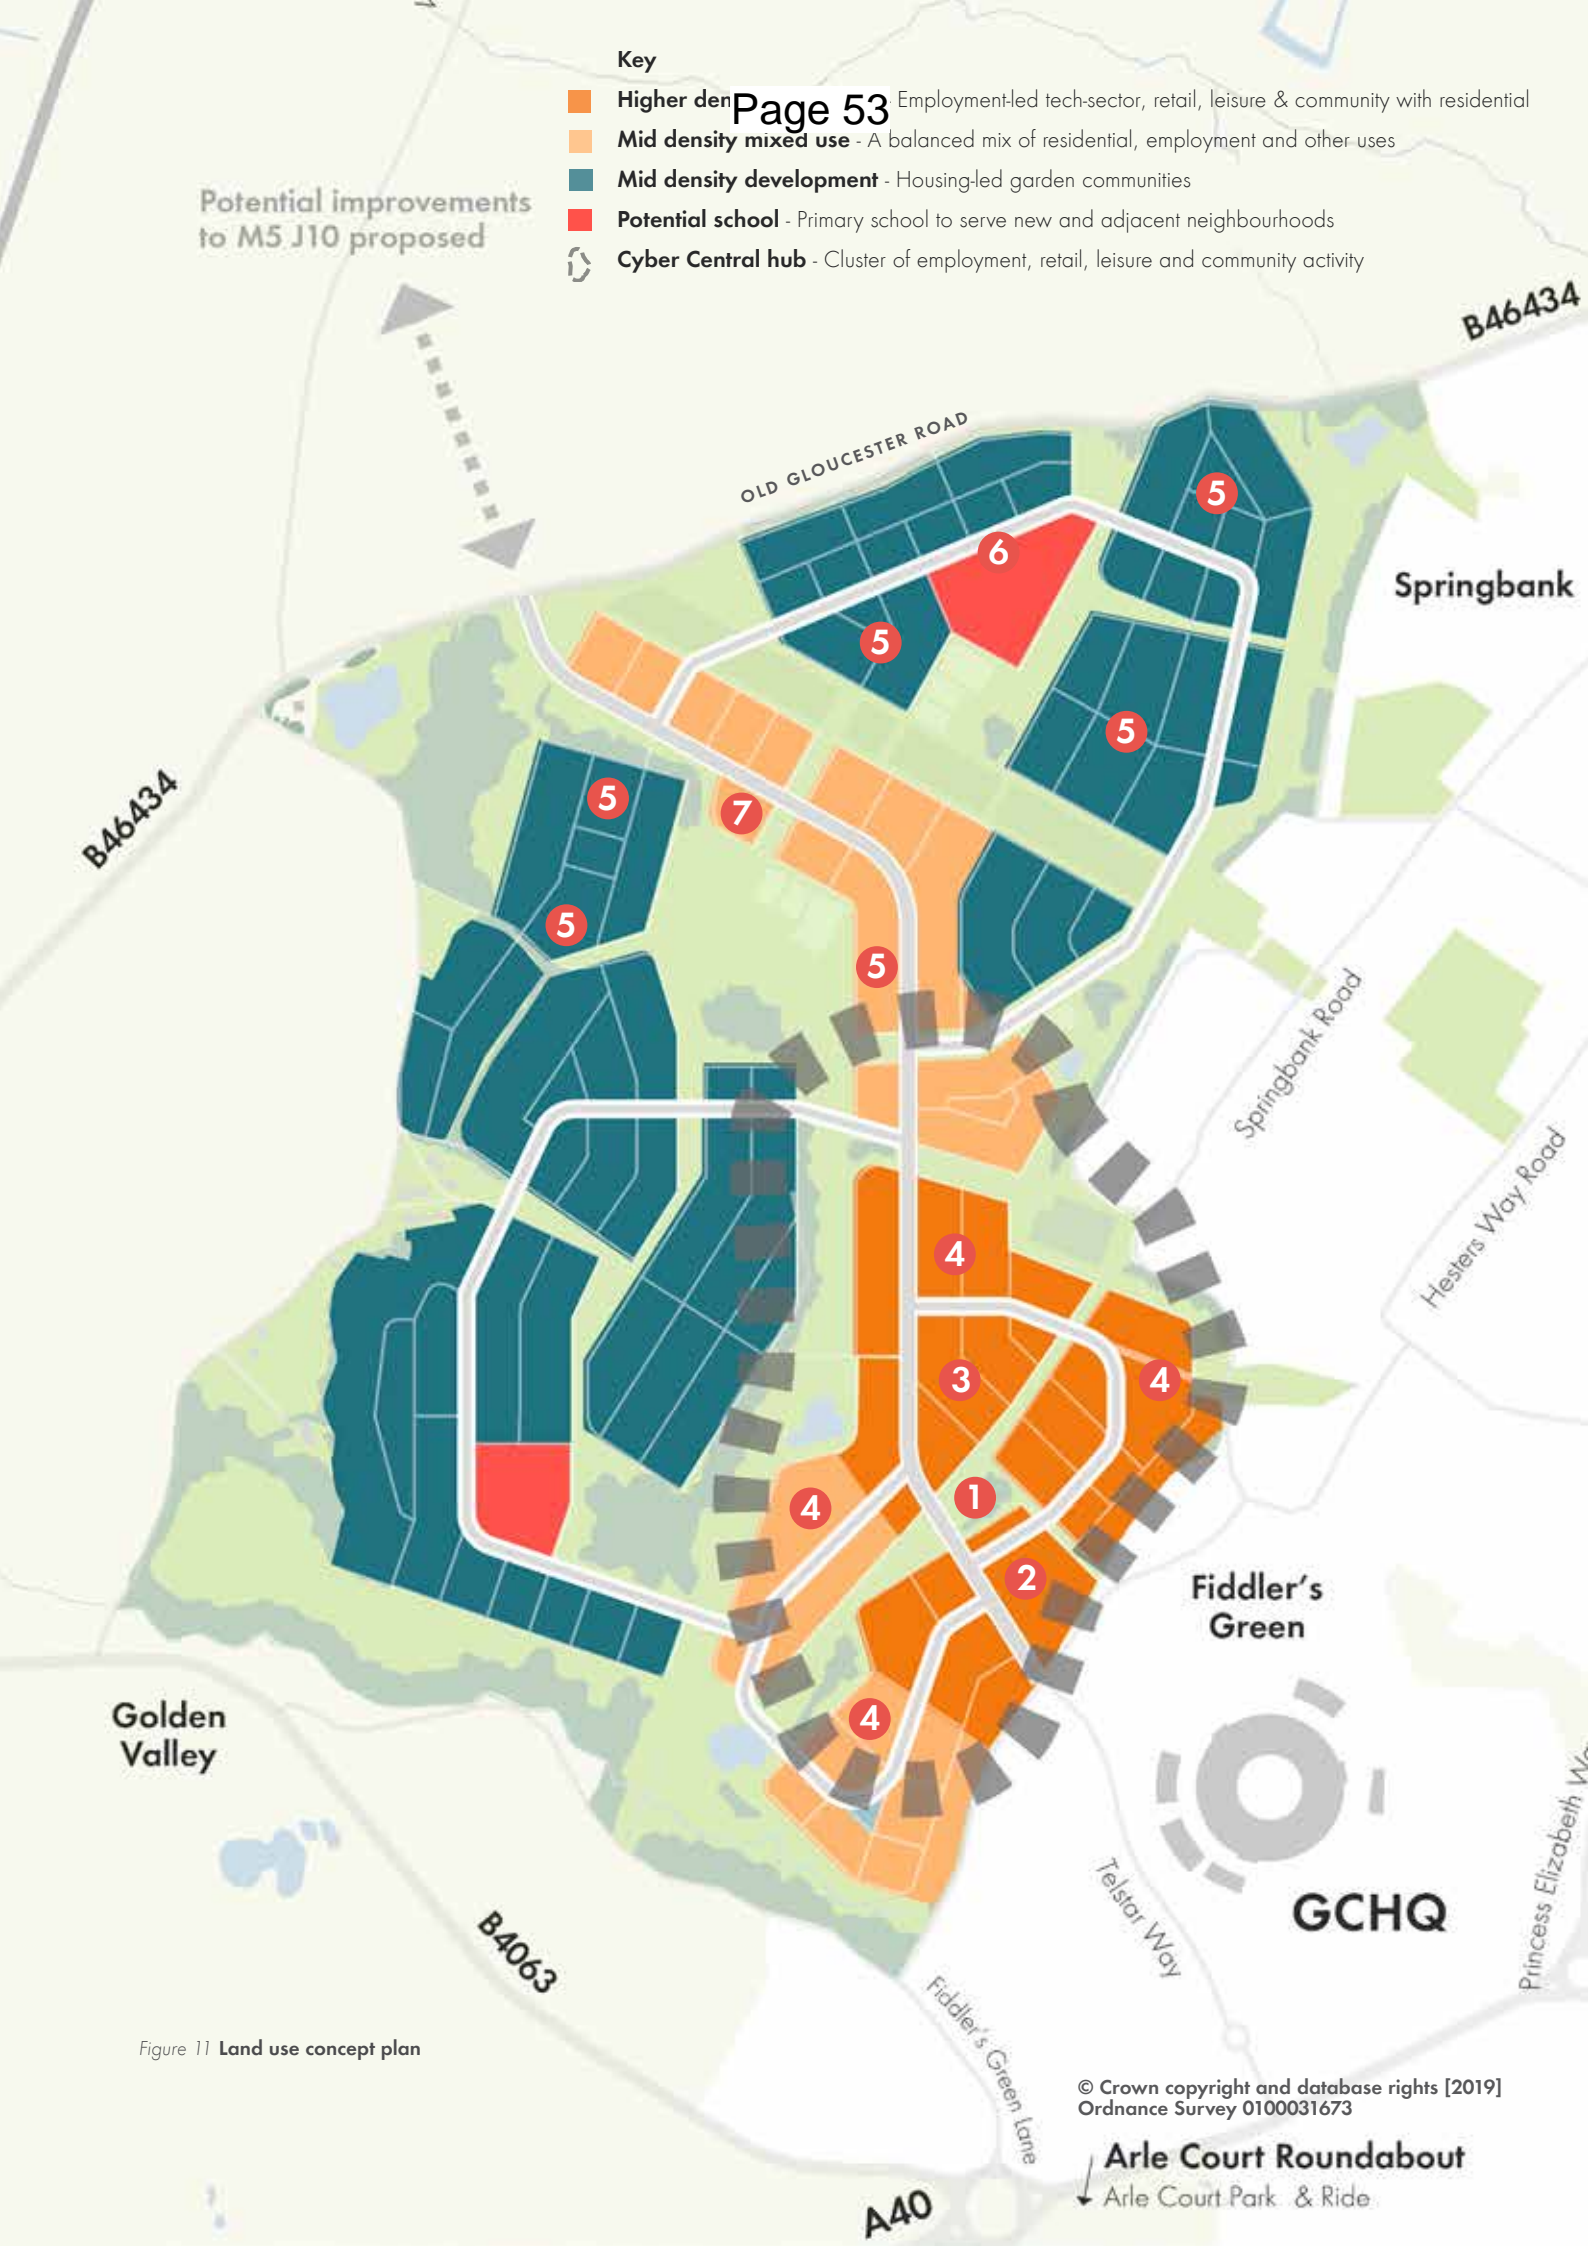 Key
Higher den
Page 53
Employment-led tech-sector, retail, leisure & community with residential
Mid density mixed use - A balanced mix of residential, employment and other uses
Mid density development - Housing-led garden communities
Potential school - Primary school to serve new and adjacent neighbourhoods
Cyber Central hub - Cluster of employment, retail, leisure and community activity
Potential improvements
to M5 J10 proposed
B46434
OLD GLOUCESTER ROAD
5
6
Springbank
5
5
B46434
5
7
5
5
Springbank Road
Hesters Way Road
4
3
4
1
4
2
Fiddler's
Green
Golden
Valley
4
GCHQ
Princess Elizabeth Wa
Telstar Way
B4063
Fiddler's Green Lane
Figure 11 Land use concept plan
© Crown copyright and database rights [2019]
Ordnance Survey 0100031673
Arle Court Roundabout
Arle Court Park & Ride
A40